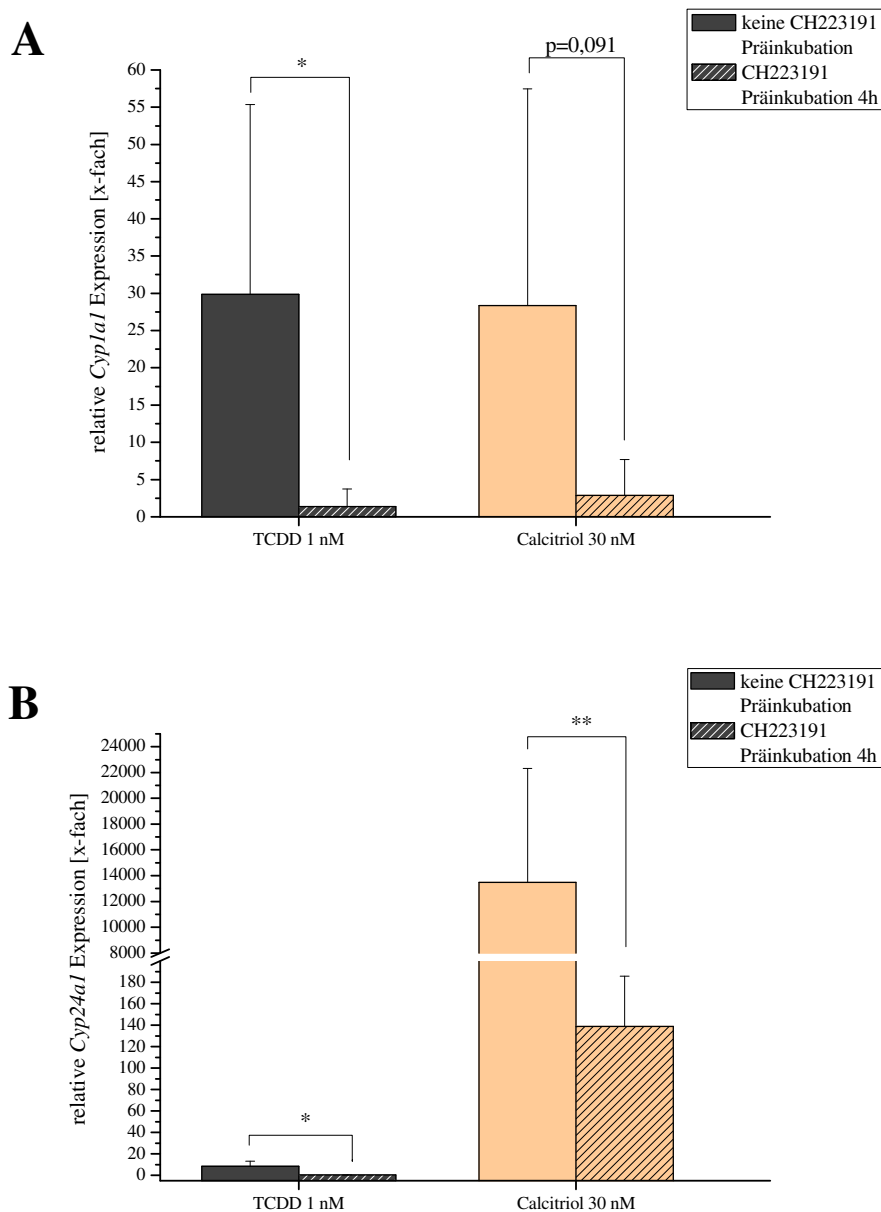 A
keine CH223191
Präinkubation
CH223191
Präinkubation 4h
*
p=0,091
60
55
50
45
40
35
30
25
20
15
10
5
0
relative Cyp1a1 Expression [x-fach]
TCDD 1 nM
Calcitriol 30 nM
B
keine CH223191
Präinkubation
CH223191
Präinkubation 4h
**
24000
22000
20000
18000
16000
14000
12000
10000
8000
180
160
140
120
100
80
60
40
20
0
relative Cyp24a1 Expression [x-fach]
*
TCDD 1 nM
Calcitriol 30 nM